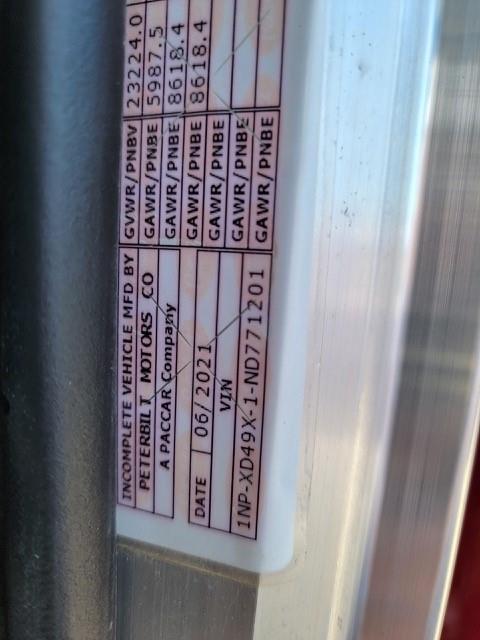 INCOMPLETE VEHICLE MFD BY
PETERBILT MOTORS CO
A PACCAR Company
DATE 06/2021
VIN
1NP-XD49X-1-ND771201
GVWR/PNBV 23224.0
GAWR/PNBE 5987.5
GAWR/PNBE 8618.4
GAWR/PNBE 8618.4
GAWR/PNBE
GAWR/PNBE
GAWR/PNBE